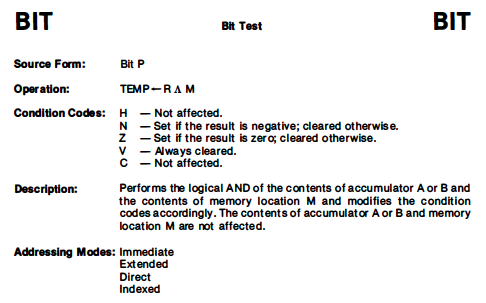 BIT Bit Test BIT
Source Form: Bit P
Operation: TEMP←R Λ M
Condition Codes: H — Not affected.
N — Set if the result is negative; cleared otherwise.
Z — Set if the result is zero; cleared otherwise.
V — Always cleared.
C — Not affected.
Description: Performs the logical AND of the contents of accumulator A or B and
the contents of memory location M and modifies the condition
codes accordingly. The contents of accumulator A or B and memory
location M are not affected.
Addressing Modes: Immediate
Extended
Direct
Indexed